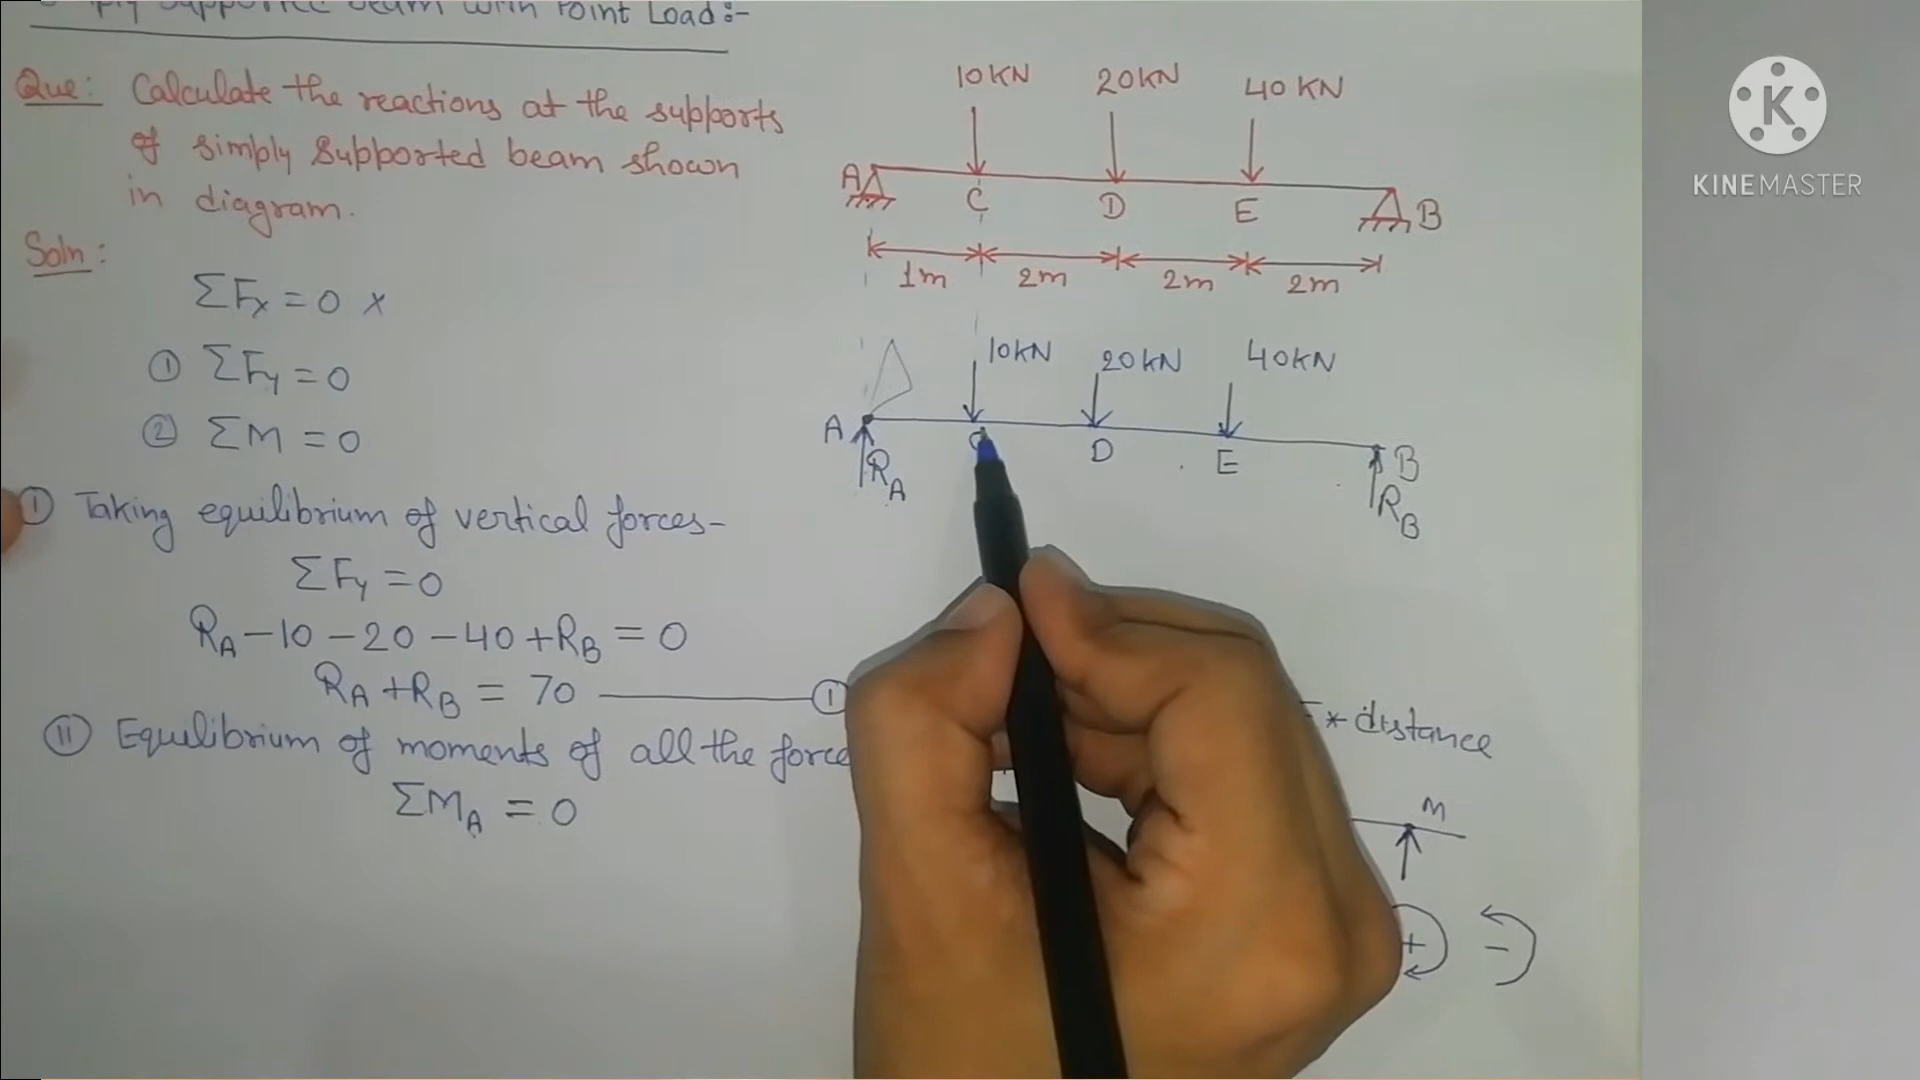 Supported beam with Point Load :-
Que: Calculate the reactions at the supports
of simply supported beam shown
in diagram.
Soln:
ΣFx = 0 x
① ΣFy = 0
② ΣM = 0
Ⓘ Taking equilibrium of vertical forces-
ΣFy = 0
RA - 10 - 20 - 40 + RB = 0
RA + RB = 70 ①
Ⓘ Equilibrium of moments of all the force
ΣMA = 0
10KN 20KN 40KN
A C D E B
1m 2m 2m 2m
10KN 20KN 40KN
A D E B
RA RB
* distance
M
+ -
K
KINEMASTER